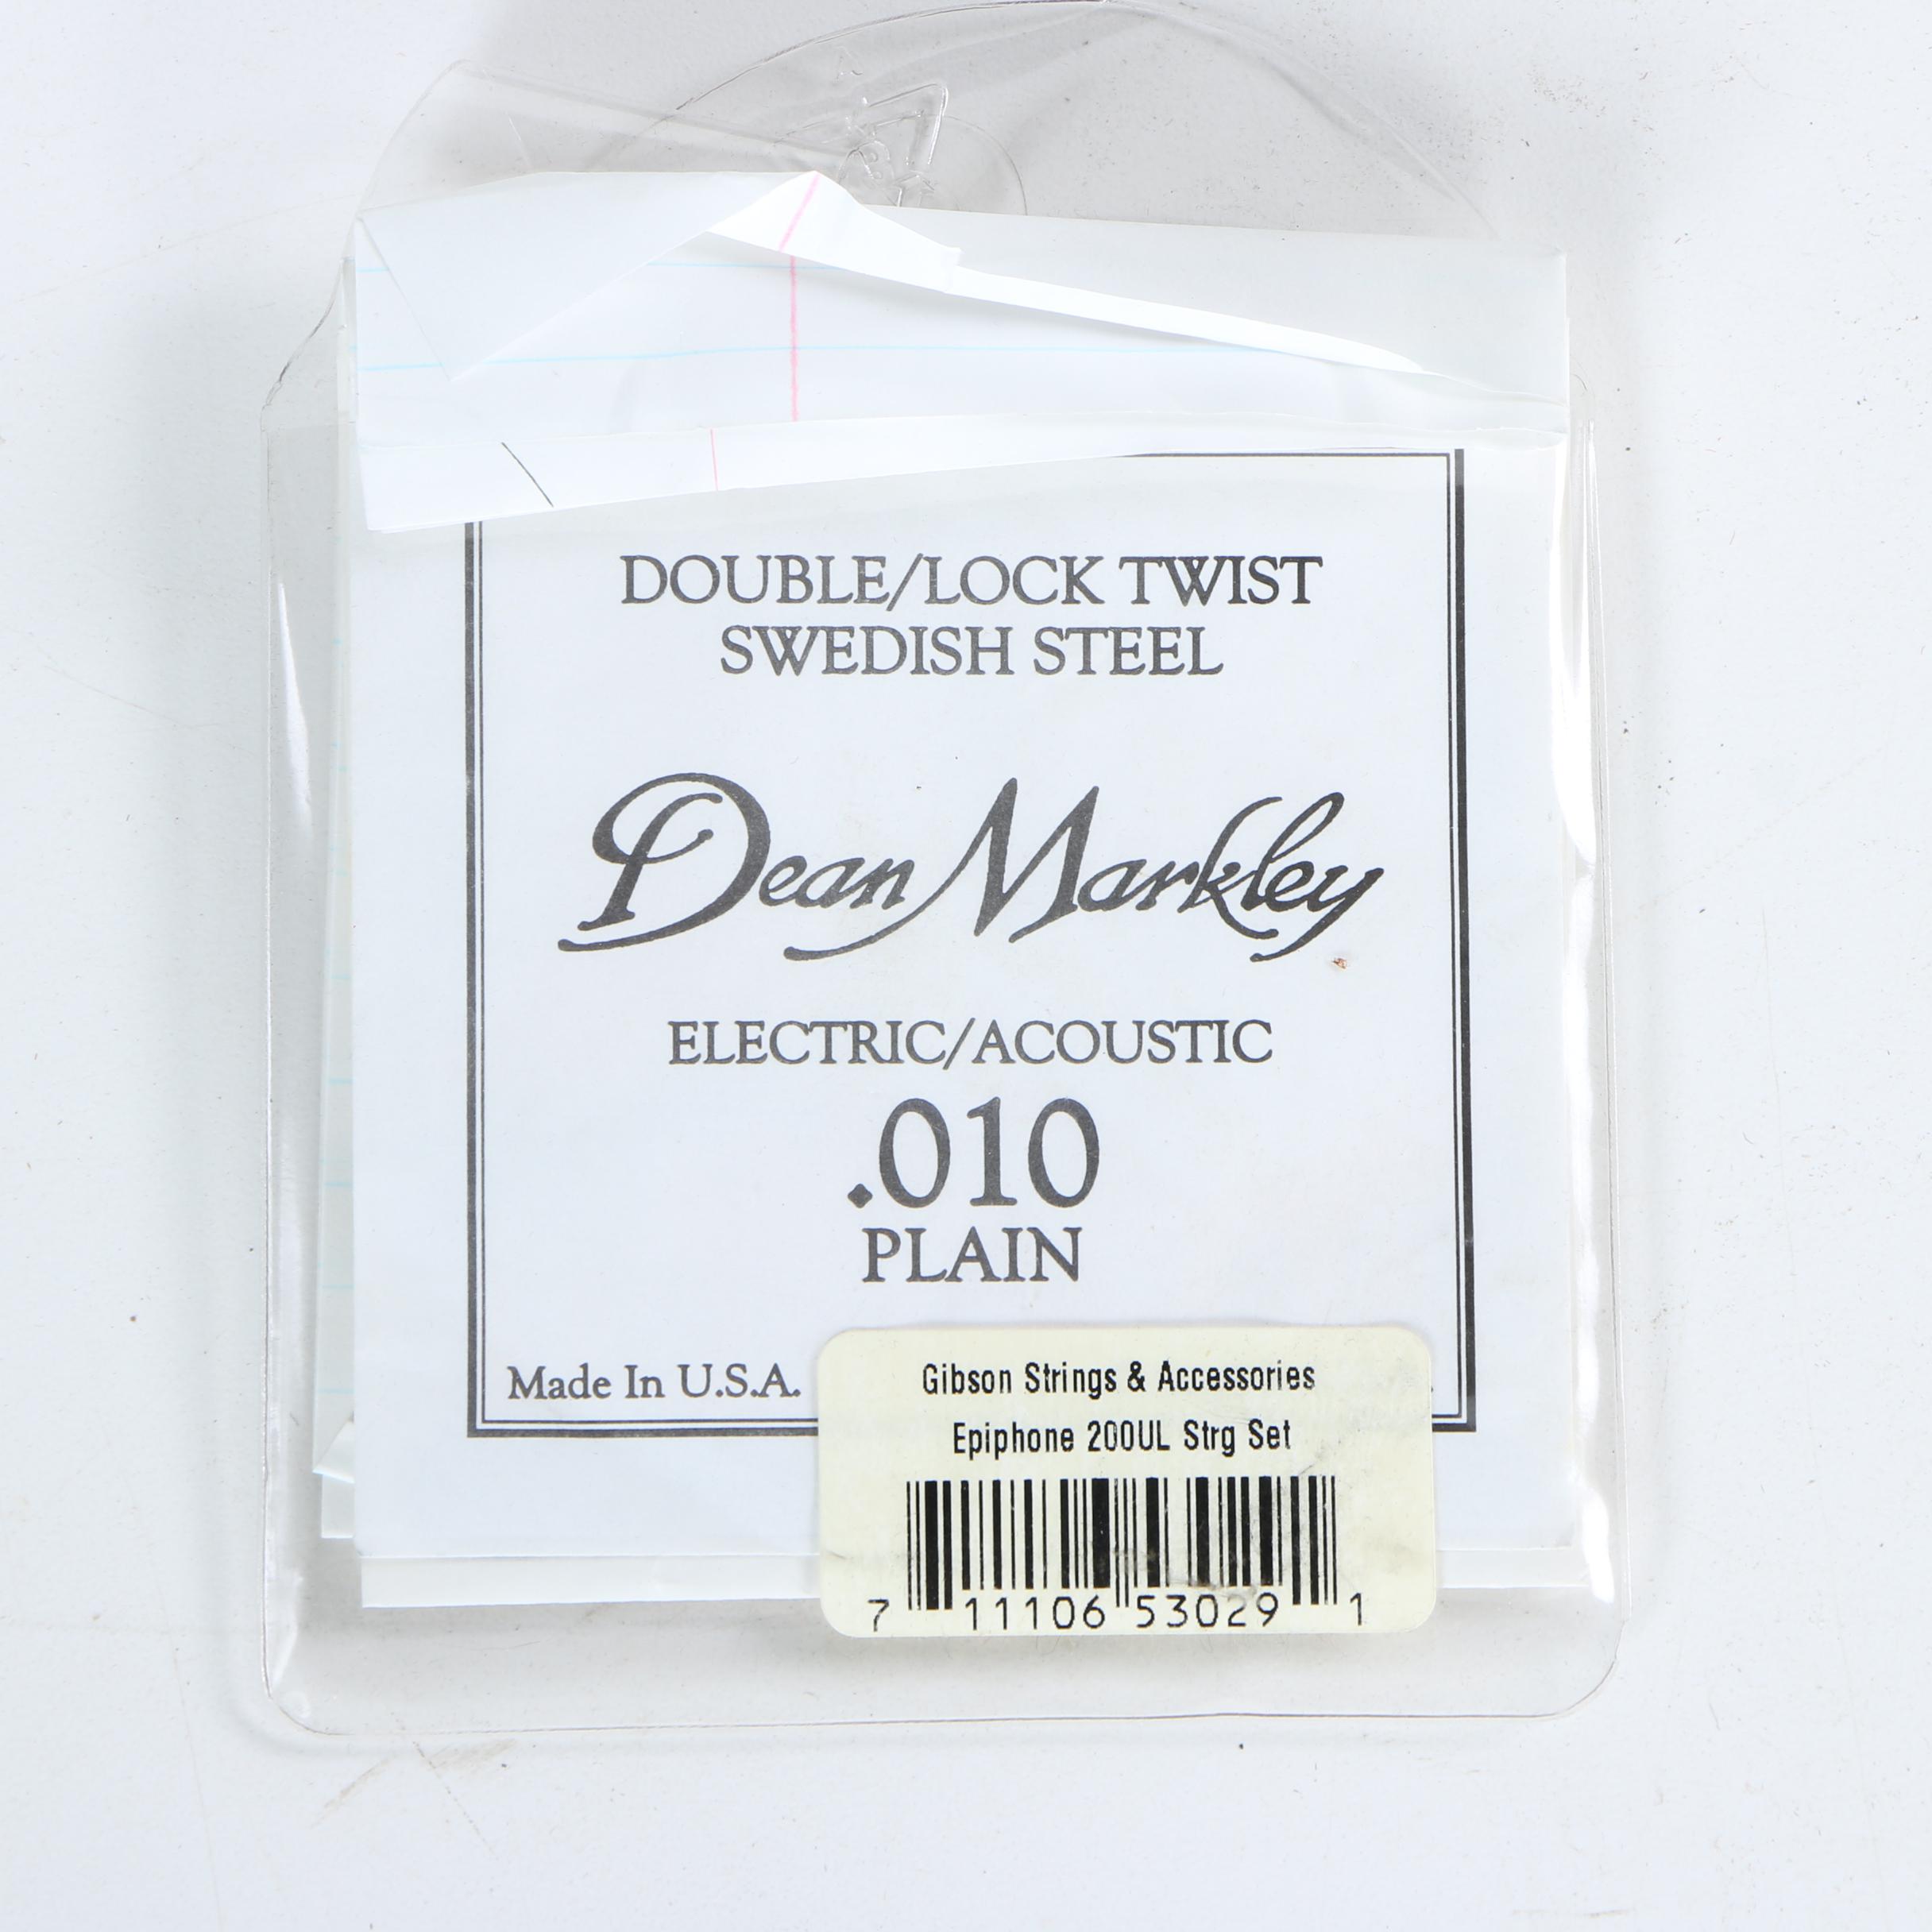 DOUBLE/LOCK TWIST
SWEDISH STEEL
Dean Markley
ELECTRIC/ACOUSTIC
.010
PLAIN
Made In U.S.A.
Gibson Strings & Accessories
Epiphone 200UL Strg Set
7 11106 53029 1